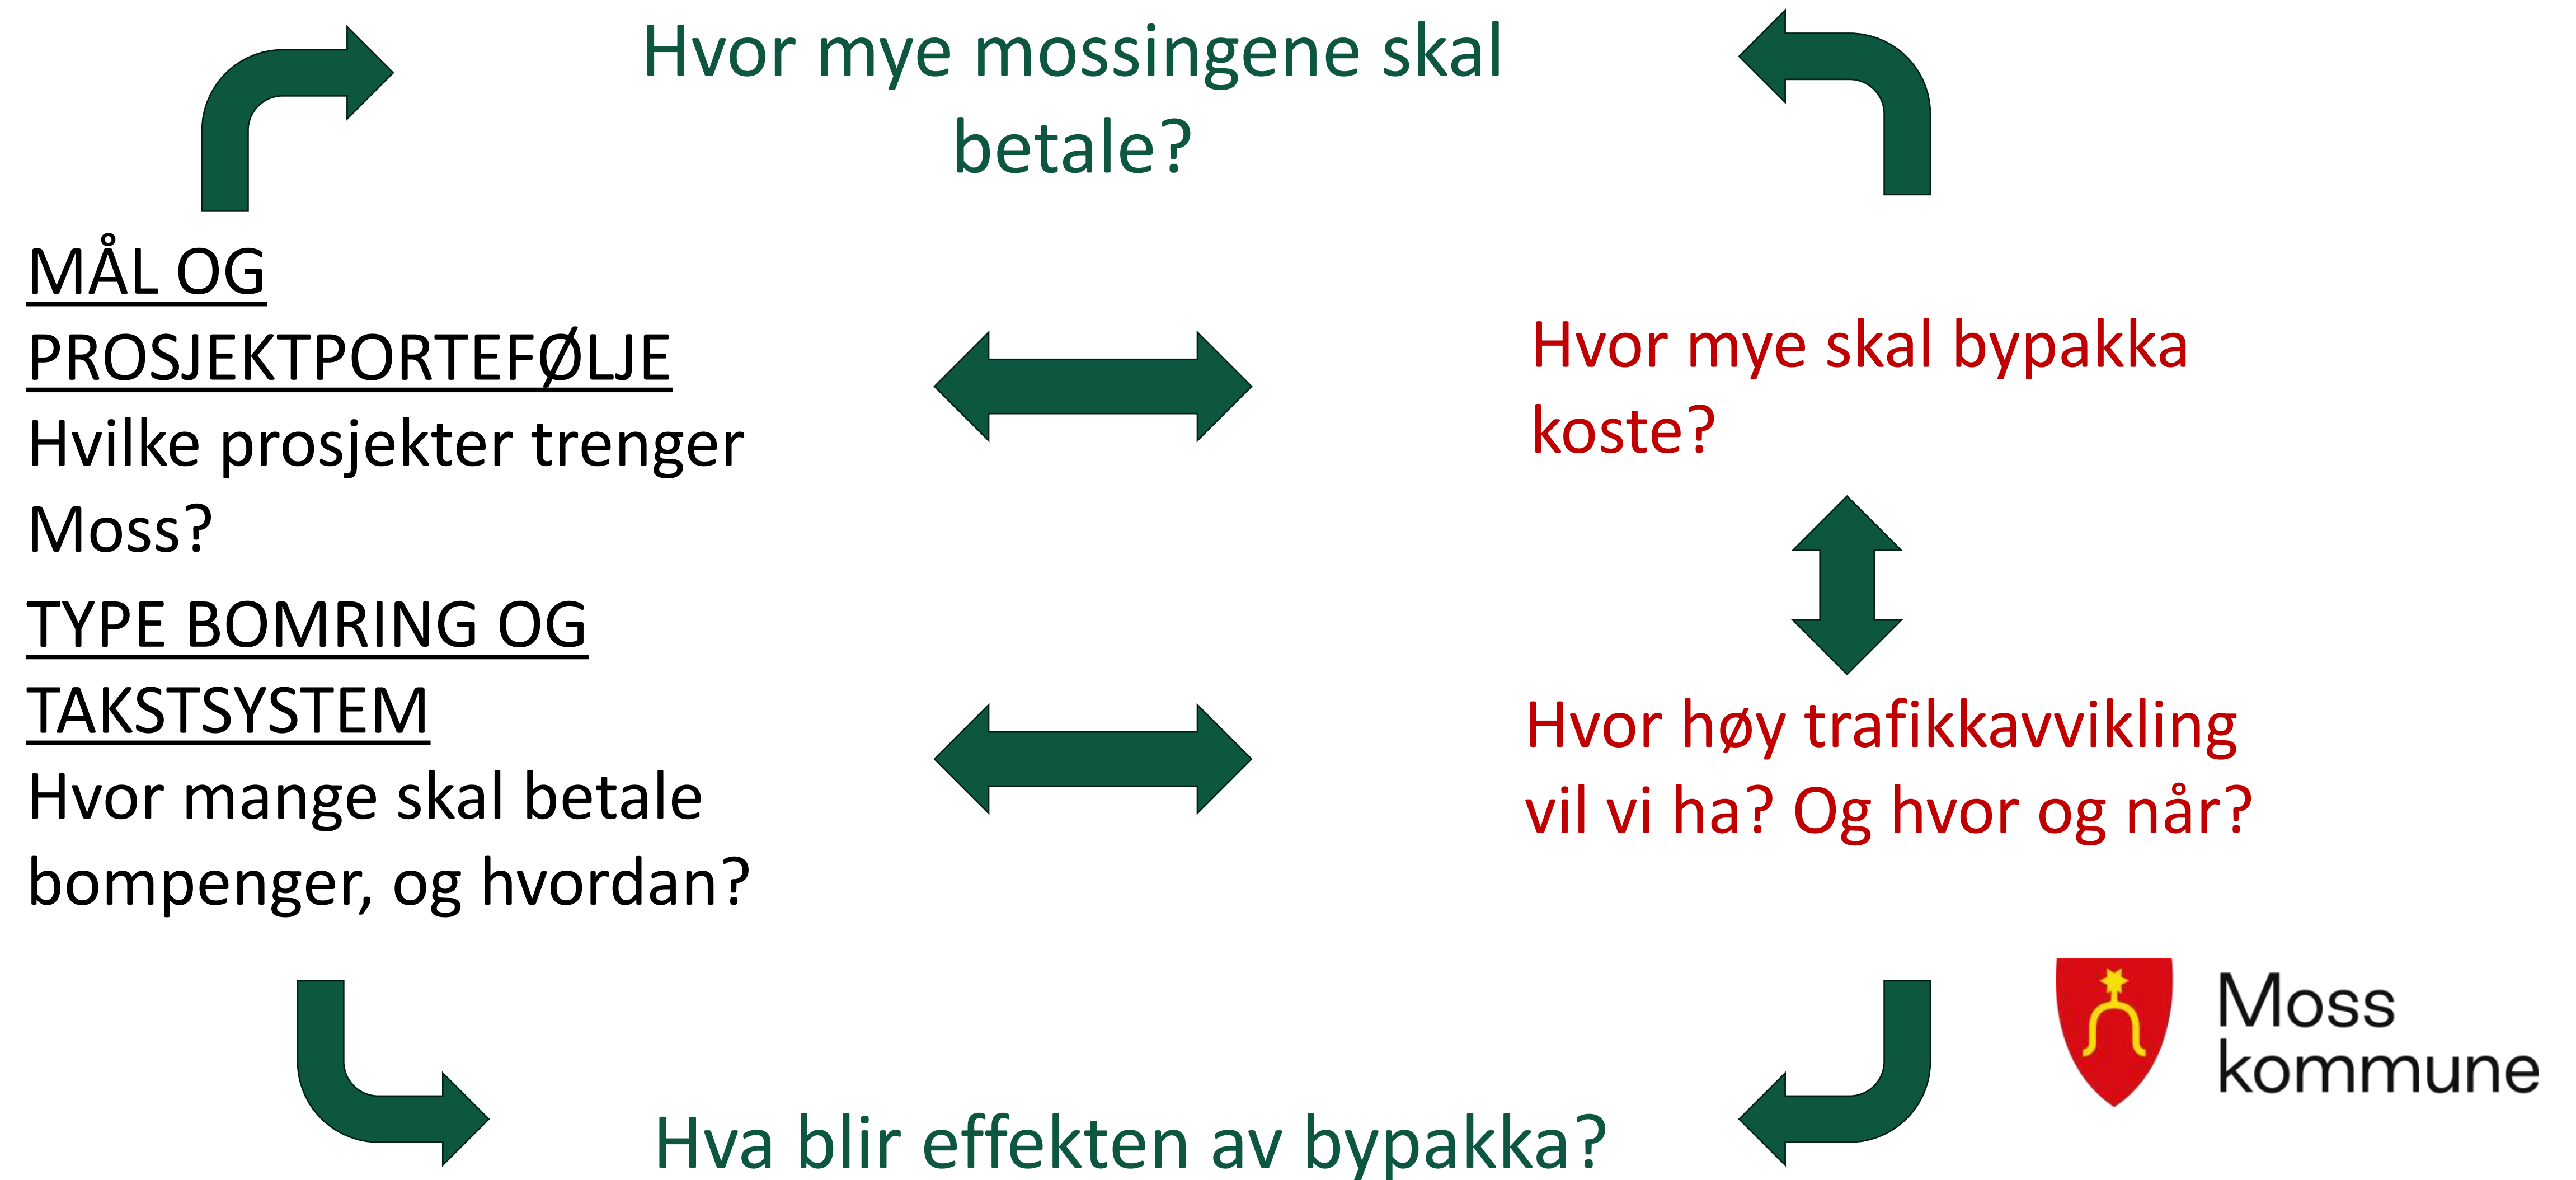 Hvor mye mossingene skal
betale?
MÅL OG
PROSJEKTPORTEFØLJE
Hvilke prosjekter trenger
Moss?
TYPE BOMRING OG
TAKSTSYSTEM
Hvor mange skal betale
bompenger, og hvordan?
Hvor mye skal bypakka
koste?
Hvor høy trafikkavvikling
vil vi ha? Og hvor og når?
Hva blir effekten av bypakka?
Moss
kommune